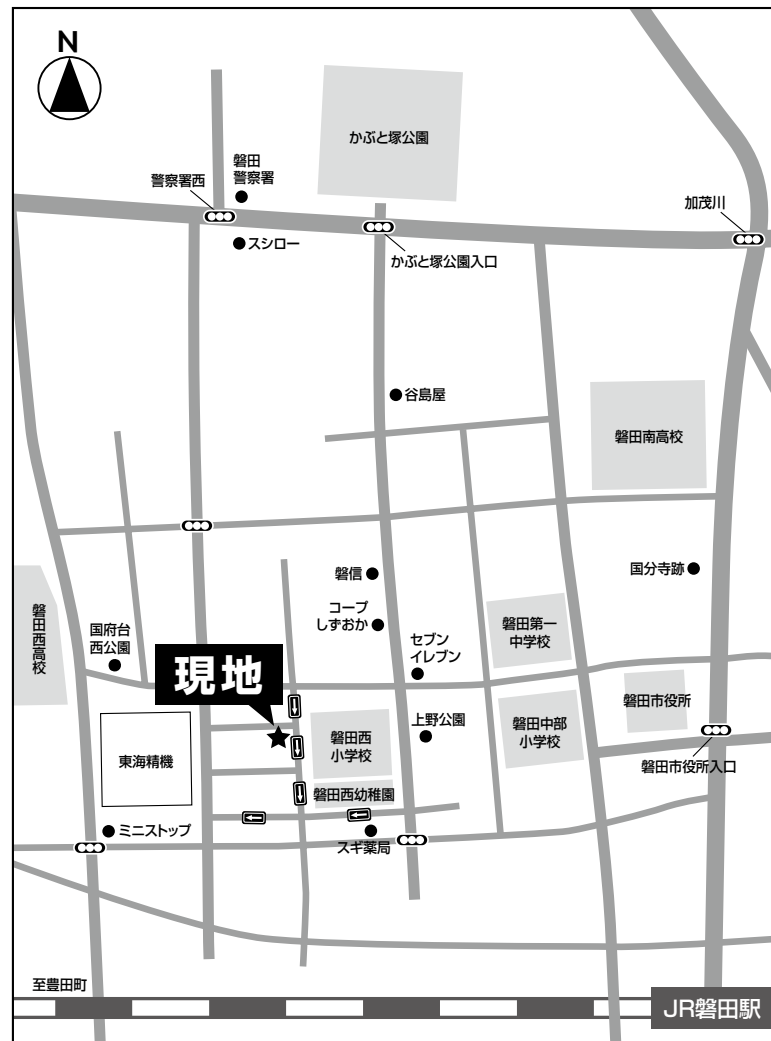 N
かぶと塚公園
磐田
警察署
警察署西
加茂川
スシロー
かぶと塚公園入口
谷島屋
磐田南高校
磐信
国分寺跡
コープ
しずおか
磐田第一
中学校
磐田西高校
国府台
西公園
セブン
イレブン
現地
磐田市役所
上野公園
磐田中部
小学校
磐田西
小学校
東海精機
磐田市役所入口
磐田西幼稚園
ミニストップ
スギ薬局
至豊田町
JR磐田駅